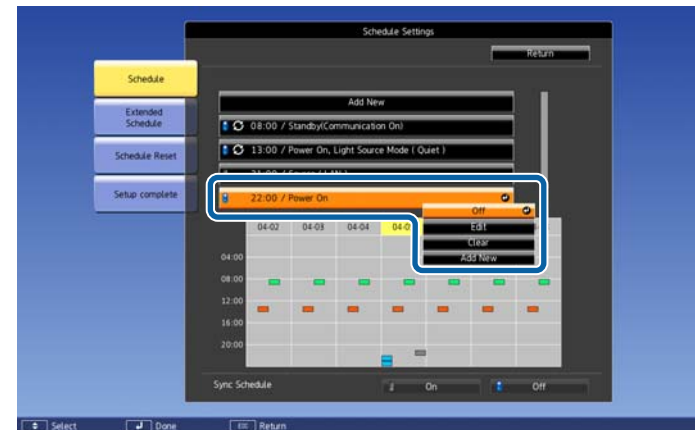 Schedule Settings
Return
Schedule
Extended
Schedule
Schedule Reset
Setup complete
Add New
08:00 / Standby(Communication On)
13:00 / Power On, Light Source Mode ( Quiet )
22:00 / Power On
Off
Edit
Clear
Add New
04-02 04-03 04-04
04:00
08:00
12:00
16:00
20:00
Sync Schedule On Off
Select Done Esc Return